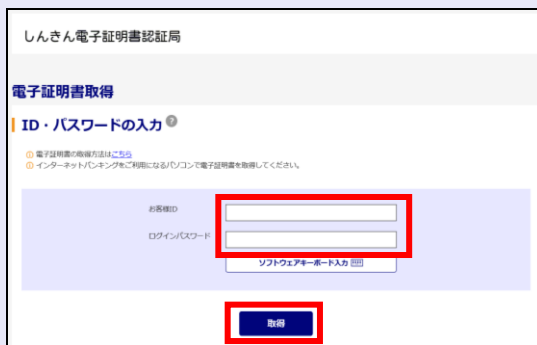 しんきん電子証明書認証局
電子証明書取得
ID・パスワードの入力 ?
電子証明書の取得方法はこちら
インターネットバンキングをご利用になるパソコンで電子証明書を取得してください。
お客様ID
ログインパスワード
ソフトウェアキーボード入力
取得